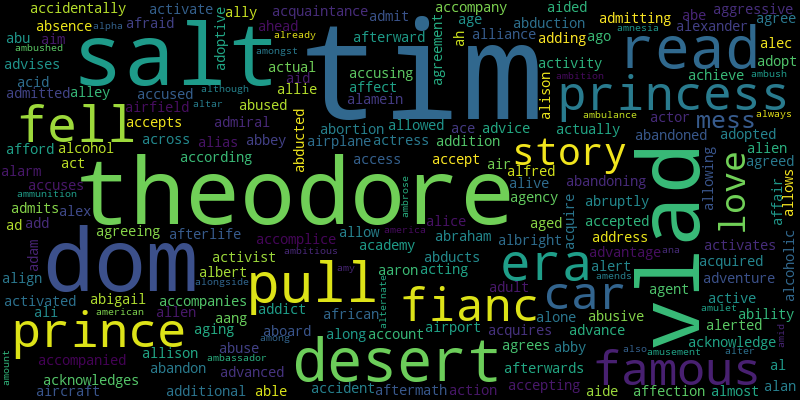 accidentally activate ally acquaintance admit accompany aided abe aggressive
absence alpha afraid adoptive ahead age abduction admitting agree
abu aim salt already tim afterward agreement ah alliance adding ago read alexander
ambushed amongst actual accusing activity amnesia alec
advises acid aid affect alison achieve adopt
admitted alley accused although allie alamein princess ambition ambush
fell airfield abused altar abortion allowed ace advice ambulance actor mess always
accepts admiral airplane actress addition actually abandoned adopted
afford alcohol across alias abbey abducted according access accept air story allowing alien
act alfred vlad love agreed
alarm accuses ammunition theodore ambrose alive abandoning affair allows
admits alex agency abruptly
ad add accomplice america alice aged acquire accepted
agreeing afterlife allow abraham albright address alcoholic
adam dom activist ambitious academy era advantage ana activates
albert amy aaron abducts acting alert amends acquired
align alongside pull adult car agent adventure
activated abigail accompanies addict alternate fianc abusive active amulet
ali american allen african alone ability
prince aang aging aboard along account airport acquires advance alerted
among agrees abby acknowledge
accompanied allison abuse ambassador desert afterwards famous also amusement alter amid
amount acknowledges abandon advanced accepting al
aircraft additional able accident aftermath action aide affection almost alan